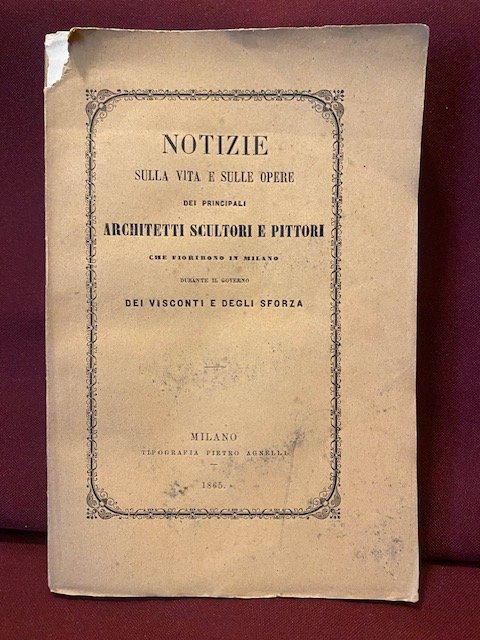 NOTIZIE
SULLA VITA E SULLE OPERE
DEI PRINCIPALI
ARCHITETTI SCULTORI E PITTORI
CHE FIORIRONO IN MILANO
DURANTE IL GOVERNO
DEI VISCONTI E DEGLI SFORZA
MILANO
TIPOGRAFIA PIETRO AGNELLI
1865.